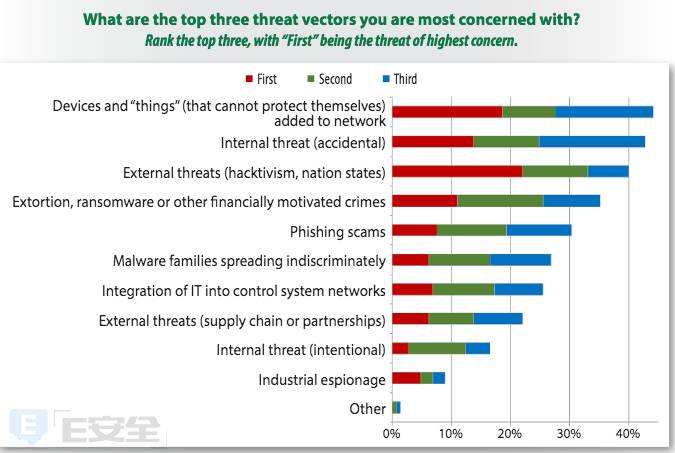 What are the top three threat vectors you are most concerned with?
Rank the top three, with “First” being the threat of highest concern.
First Second Third
Devices and “things” (that cannot protect themselves)
added to network
Internal threat (accidental)
External threats (hacktivism, nation states)
Extortion, ransomware or other financially motivated crimes
Phishing scams
Malware families spreading indiscriminately
Integration of IT into control system networks
External threats (supply chain or partnerships)
Internal threat (intentional)
Industrial espionage
Other
0% 10% 20% 30% 40%
E E安全